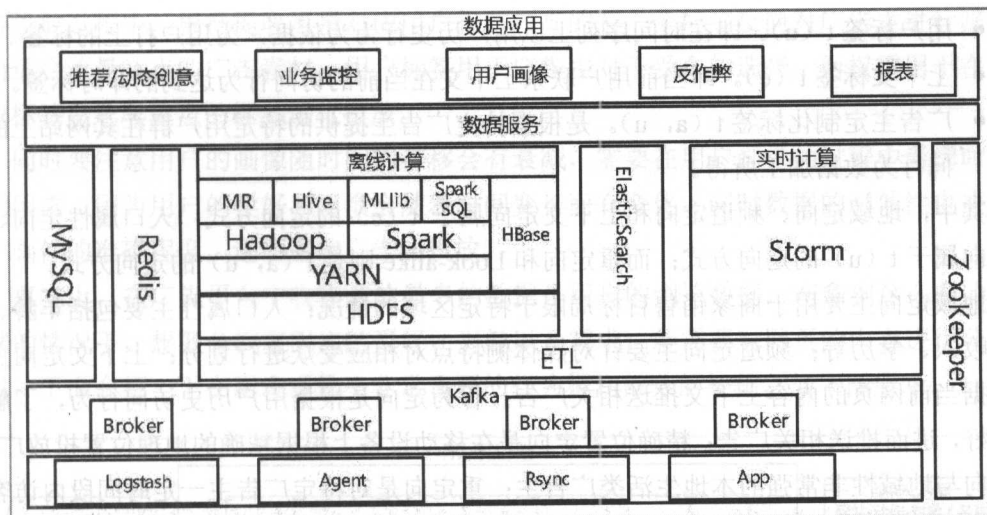 数据应用
推荐/动态创意
业务监控
用户画像
反作弊
报表
数据服务
MySQL
Redis
离线计算
MR
Hive
MLlib
Spark
SQL
Hadoop
Spark
HBase
YARN
HDFS
ElacticSearch
实时计算
Storm
ZooKeeper
ETL
Kafka
Broker
Broker
Broker
Broker
Logstash
Agent
Rsync
App